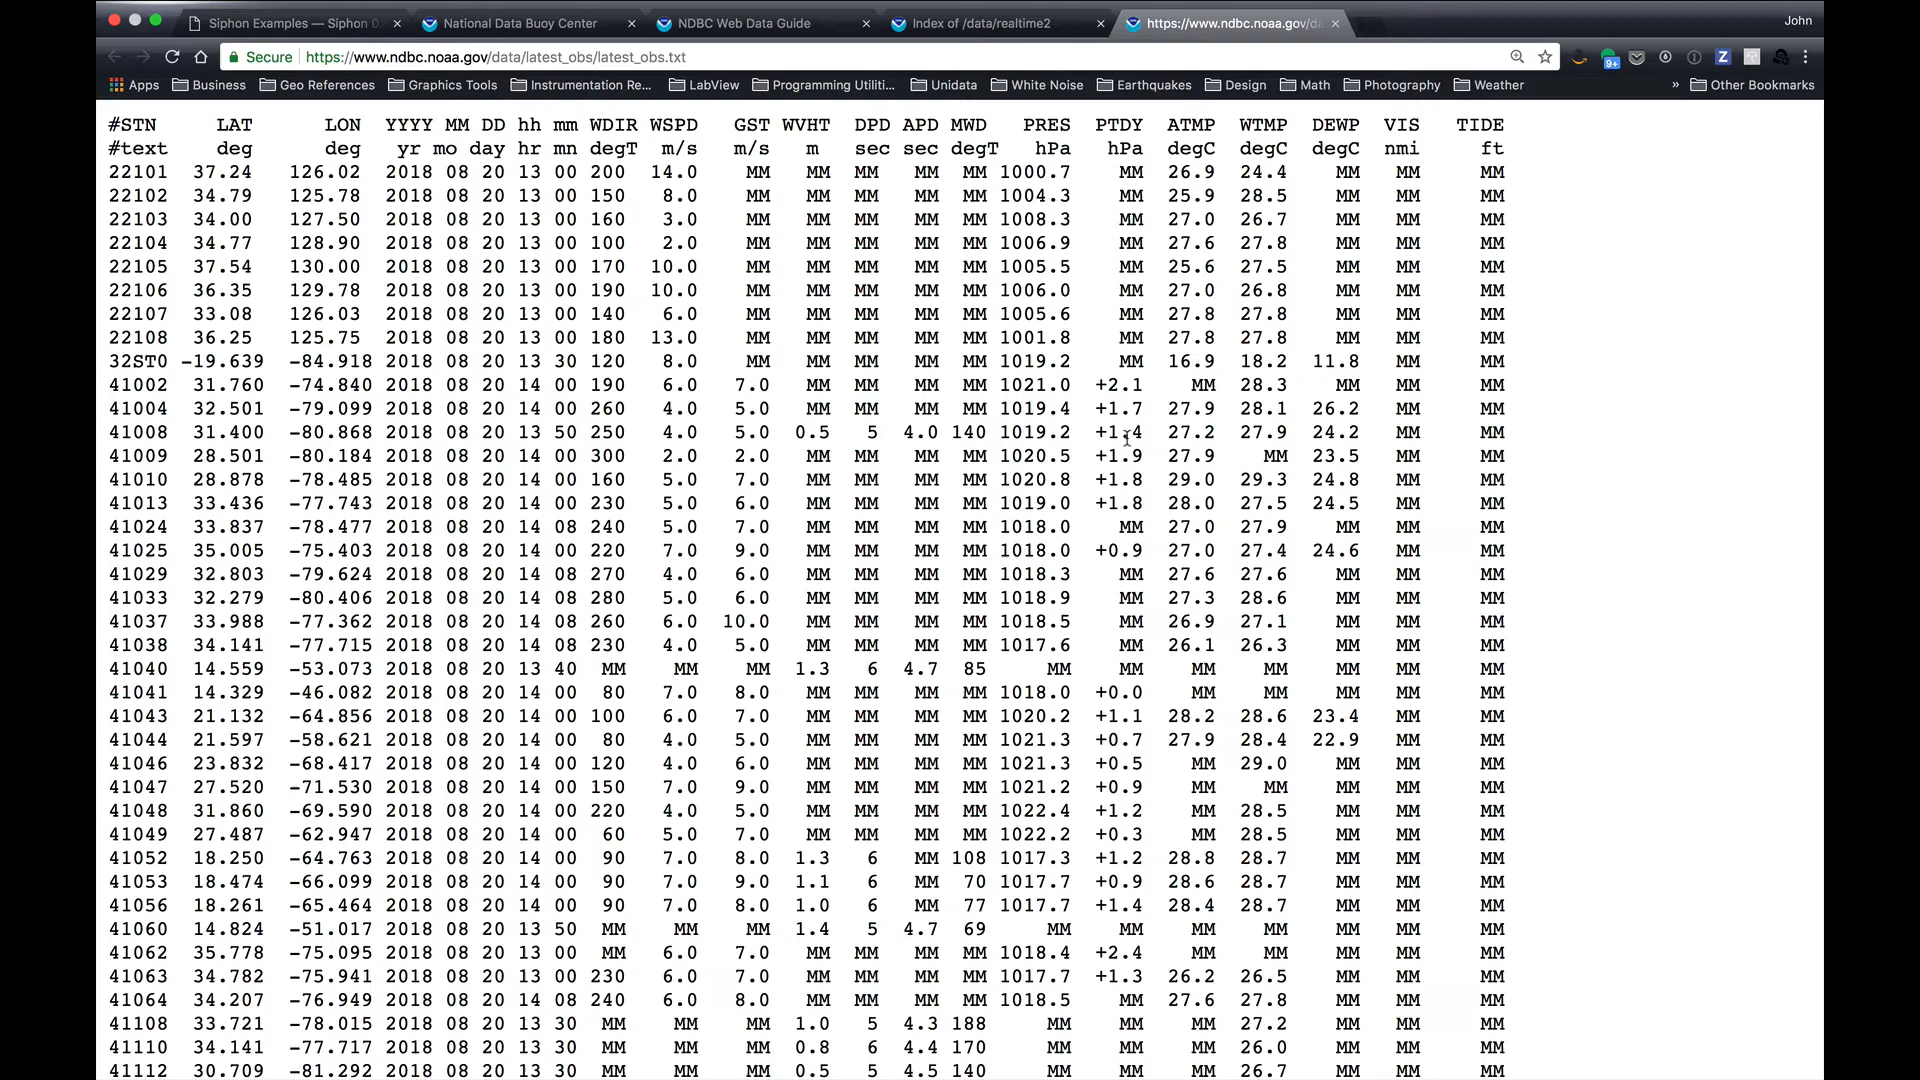 Siphon Examples — Siphon 0. National Data Buoy Center NDBC Web Data Guide Index of /data/realtime2 https://www.ndbc.noaa.gov/da John
Secure https://www.ndbc.noaa.gov/data/latest_obs/latest_obs.txt 9+ Z
Apps Business Geo References Graphics Tools Instrumentation Re... LabView Programming Utiliti... Unidata White Noise Earthquakes Design Math Photography Weather » Other Bookmarks
#STN LAT LON YYYY MM DD hh mm WDIR WSPD GST WVHT DPD APD MWD PRES PTDY ATMP WTMP DEWP VIS TIDE
#text deg deg yr mo day hr mn degT m/s m/s m sec sec degT hPa hPa degC degC degC nmi ft
22101 37.24 126.02 2018 08 20 13 00 200 14.0 MM MM MM MM MM 1000.7 MM 26.9 24.4 MM MM MM
22102 34.79 125.78 2018 08 20 13 00 150 8.0 MM MM MM MM MM 1004.3 MM 25.9 28.5 MM MM MM
22103 34.00 127.50 2018 08 20 13 00 160 3.0 MM MM MM MM MM 1008.3 MM 27.0 26.7 MM MM MM
22104 34.77 128.90 2018 08 20 13 00 100 2.0 MM MM MM MM MM 1006.9 MM 27.6 27.8 MM MM MM
22105 37.54 130.00 2018 08 20 13 00 170 10.0 MM MM MM MM MM 1005.5 MM 25.6 27.5 MM MM MM
22106 36.35 129.78 2018 08 20 13 00 190 10.0 MM MM MM MM MM 1006.0 MM 27.0 26.8 MM MM MM
22107 33.08 126.03 2018 08 20 13 00 140 6.0 MM MM MM MM MM 1005.6 MM 27.8 27.8 MM MM MM
22108 36.25 125.75 2018 08 20 13 00 180 13.0 MM MM MM MM MM 1001.8 MM 27.8 27.8 MM MM MM
32ST0 -19.639 -84.918 2018 08 20 13 30 120 8.0 MM MM MM MM MM 1019.2 MM 16.9 18.2 11.8 MM MM
41002 31.760 -74.840 2018 08 20 14 00 190 6.0 7.0 MM MM MM MM 1021.0 +2.1 MM 28.3 MM MM MM
41004 32.501 -79.099 2018 08 20 14 00 260 4.0 5.0 MM MM MM MM 1019.4 +1.7 27.9 28.1 26.2 MM MM
41008 31.400 -80.868 2018 08 20 13 50 250 4.0 5.0 0.5 5 4.0 140 1019.2 +1.4 27.2 27.9 24.2 MM MM
41009 28.501 -80.184 2018 08 20 14 00 300 2.0 2.0 MM MM MM MM 1020.5 +1.9 27.9 MM 23.5 MM MM
41010 28.878 -78.485 2018 08 20 14 00 160 5.0 7.0 MM MM MM MM 1020.8 +1.8 29.0 29.3 24.8 MM MM
41013 33.436 -77.743 2018 08 20 14 00 230 5.0 6.0 MM MM MM MM 1019.0 +1.8 28.0 27.5 24.5 MM MM
41024 33.837 -78.477 2018 08 20 14 08 240 5.0 7.0 MM MM MM MM 1018.0 MM 27.0 27.9 MM MM MM
41025 35.005 -75.403 2018 08 20 14 00 220 7.0 9.0 MM MM MM MM 1018.0 +0.9 27.0 27.4 24.6 MM MM
41029 32.803 -79.624 2018 08 20 14 08 270 4.0 6.0 MM MM MM MM 1018.3 MM 27.6 27.6 MM MM MM
41033 32.279 -80.406 2018 08 20 14 08 280 5.0 6.0 MM MM MM MM 1018.9 MM 27.3 28.6 MM MM MM
41037 33.988 -77.362 2018 08 20 14 08 260 6.0 10.0 MM MM MM MM 1018.5 MM 26.9 27.1 MM MM MM
41038 34.141 -77.715 2018 08 20 14 08 230 4.0 5.0 MM MM MM MM 1017.6 MM 26.1 26.3 MM MM MM
41040 14.559 -53.073 2018 08 20 13 40 MM MM MM 1.3 6 4.7 85 MM MM MM MM MM MM MM
41041 14.329 -46.082 2018 08 20 14 00 80 7.0 8.0 MM MM MM MM 1018.0 +0.0 MM MM MM MM MM
41043 21.132 -64.856 2018 08 20 14 00 100 6.0 7.0 MM MM MM MM 1020.2 +1.1 28.2 28.6 23.4 MM MM
41044 21.597 -58.621 2018 08 20 14 00 80 4.0 5.0 MM MM MM MM 1021.3 +0.7 27.9 28.4 22.9 MM MM
41046 23.832 -68.417 2018 08 20 14 00 120 4.0 6.0 MM MM MM MM 1021.3 +0.5 MM 29.0 MM MM MM
41047 27.520 -71.530 2018 08 20 14 00 150 7.0 9.0 MM MM MM MM 1021.2 +0.9 MM MM MM MM MM
41048 31.860 -69.590 2018 08 20 14 00 220 4.0 5.0 MM MM MM MM 1022.4 +1.2 MM 28.5 MM MM MM
41049 27.487 -62.947 2018 08 20 14 00 60 5.0 7.0 MM MM MM MM 1022.2 +0.3 MM 28.5 MM MM MM
41052 18.250 -64.763 2018 08 20 14 00 90 7.0 8.0 1.3 6 MM 108 1017.3 +1.2 28.8 28.7 MM MM MM
41053 18.474 -66.099 2018 08 20 14 00 90 7.0 9.0 1.1 6 MM 70 1017.7 +0.9 28.6 28.7 MM MM MM
41056 18.261 -65.464 2018 08 20 14 00 90 7.0 8.0 1.0 6 MM 77 1017.7 +1.4 28.4 28.7 MM MM MM
41060 14.824 -51.017 2018 08 20 13 50 MM MM MM 1.4 5 4.7 69 MM MM MM MM MM MM MM
41062 35.778 -75.095 2018 08 20 13 00 MM 6.0 7.0 MM MM MM MM 1018.4 +2.4 MM MM MM MM MM
41063 34.782 -75.941 2018 08 20 13 00 230 6.0 7.0 MM MM MM MM 1017.7 +1.3 26.2 26.5 MM MM MM
41064 34.207 -76.949 2018 08 20 14 08 240 6.0 8.0 MM MM MM MM 1018.5 MM 27.6 27.8 MM MM MM
41108 33.721 -78.015 2018 08 20 13 30 MM MM MM 1.0 5 4.3 188 MM MM MM 27.2 MM MM MM
41110 34.141 -77.717 2018 08 20 13 30 MM MM MM 0.8 6 4.4 170 MM MM MM 26.0 MM MM MM
41112 30.709 -81.292 2018 08 20 13 30 MM MM MM 0.5 5 4.5 140 MM MM MM 26.7 MM MM MM